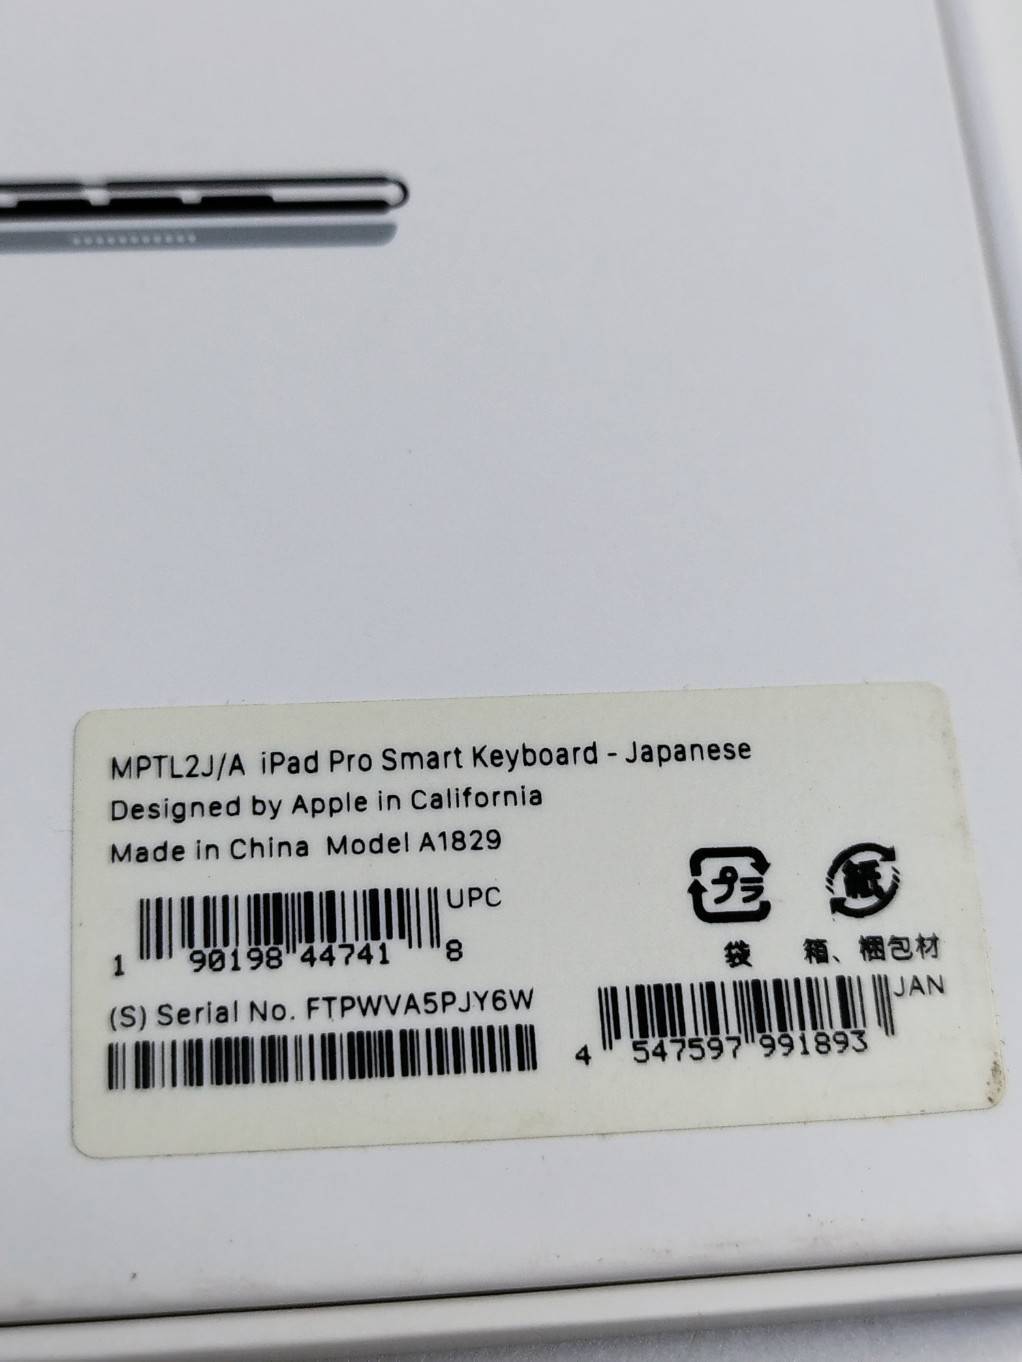 MPTL2J/A iPad Pro Smart Keyboard - Japanese
Designed by Apple in California
Made in China Model A1829
UPC
1 90198 44741 8
プラ 紙
袋 箱、梱包材
(S) Serial No. FTPWVA5PJY6W
JAN
4 547597 991893